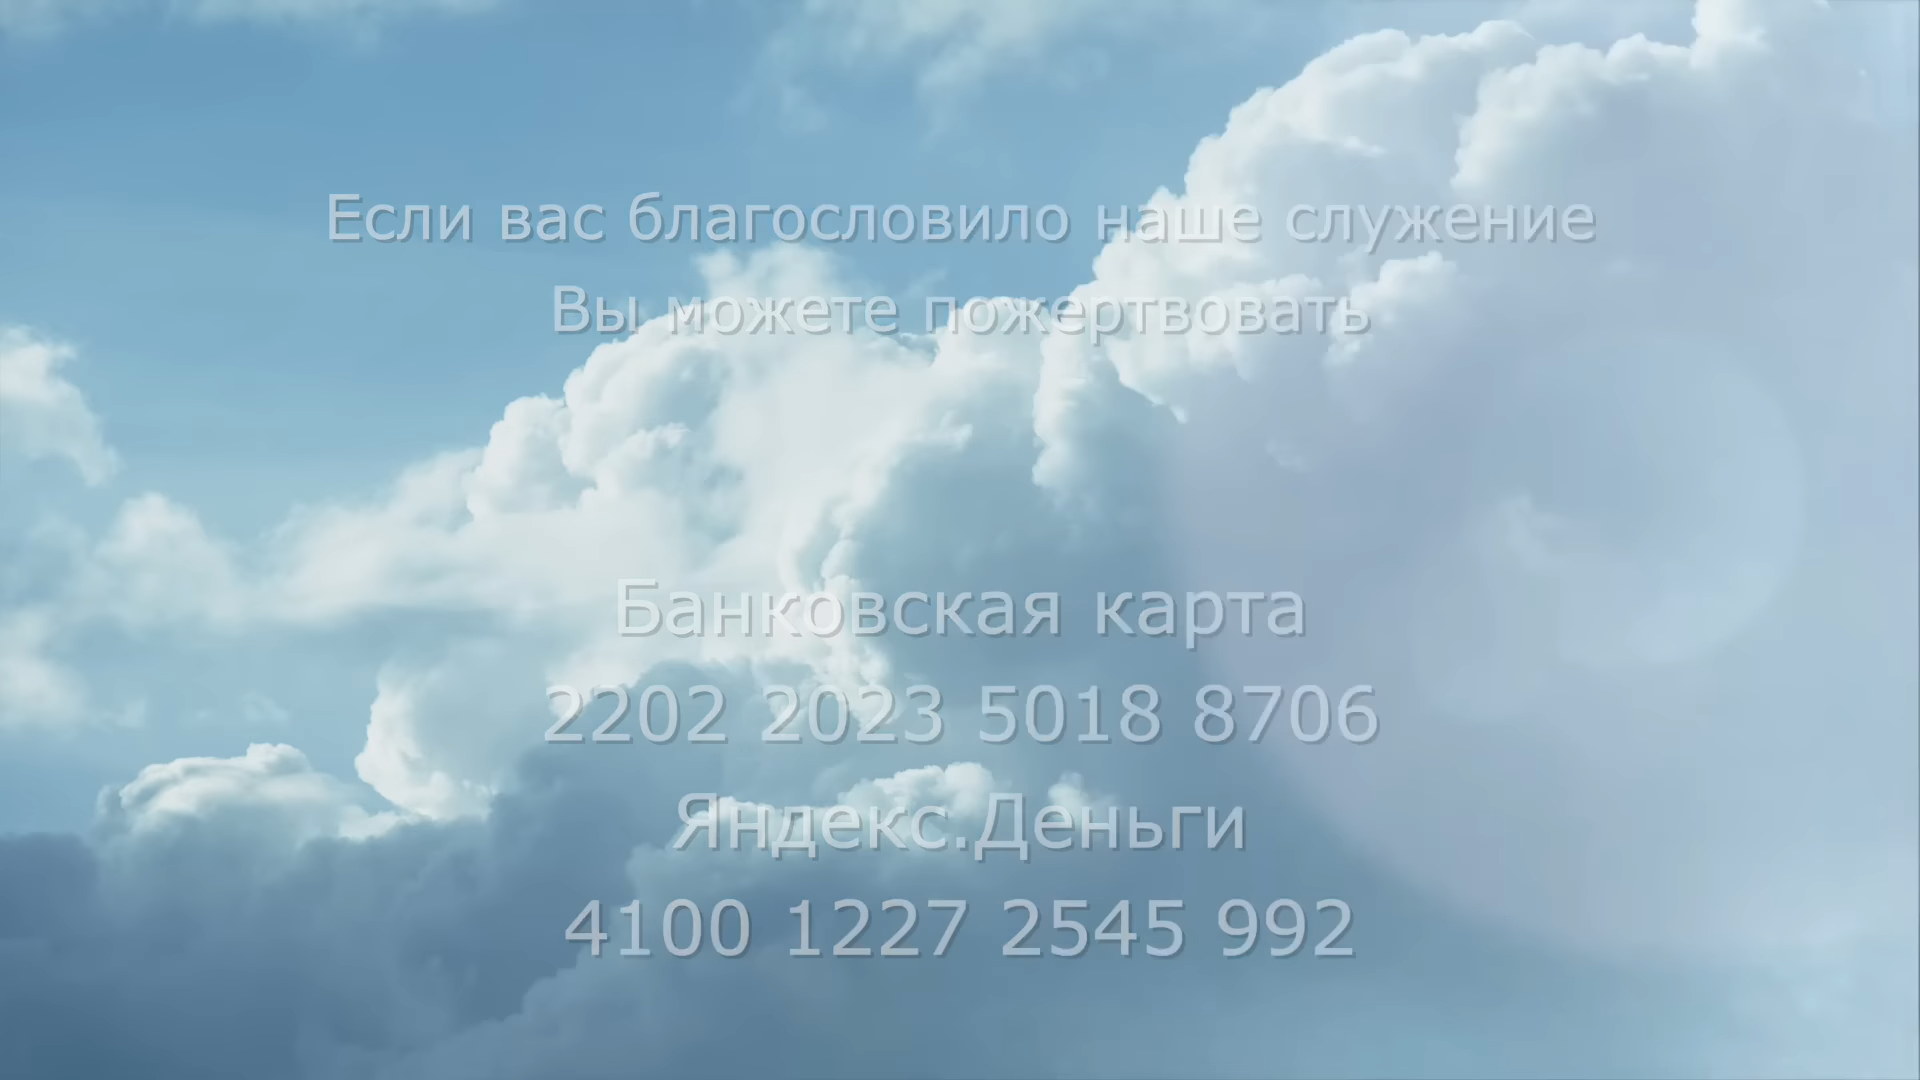 Если вас благословило наше служение
Вы можете пожертвовать
Банковская карта
2202 2023 5018 8706
Яндекс.Деньги
4100 1227 2545 992